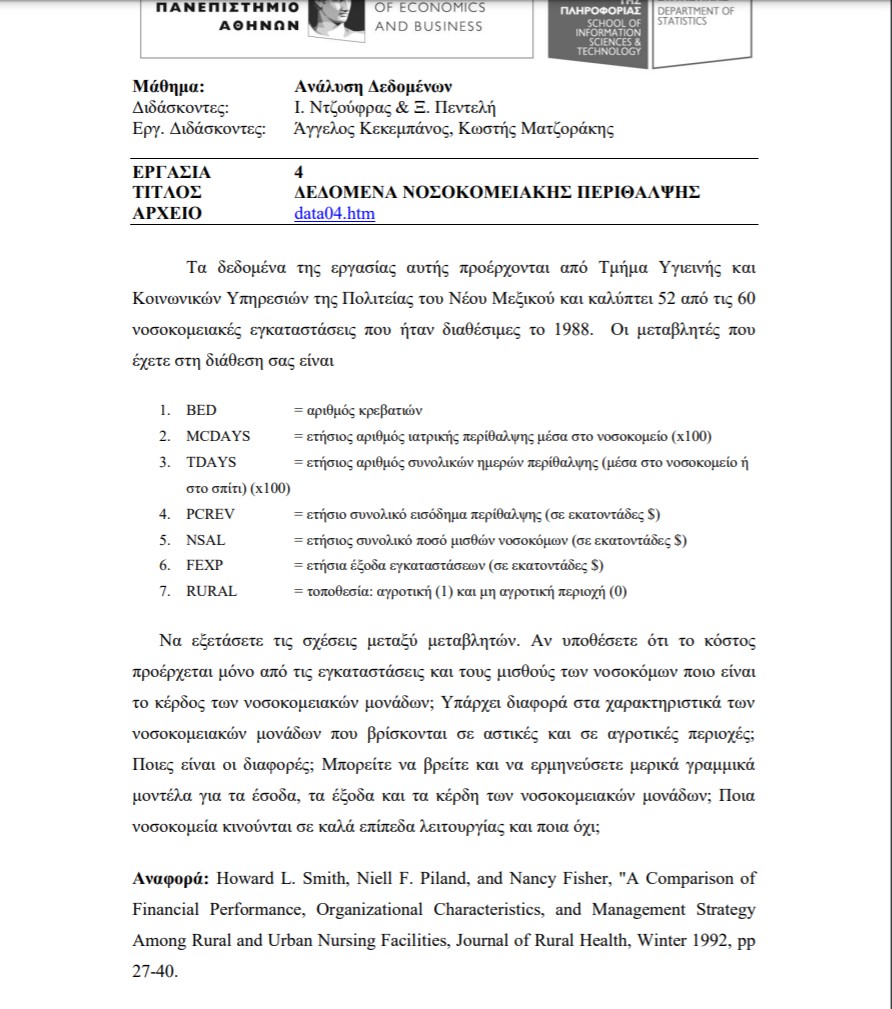 ΠΑΝΕΠΙΣΤΗΜΙΟ
ΑΘΗΝΩΝ
OF ECONOMICS
AND BUSINESS
ΤΗΣ
ΠΛΗΡΟΦΟΡΙΑΣ
SCHOOL OF
INFORMATION
SCIENCES &
TECHNOLOGY
DEPARTMENT OF
STATISTICS
Μάθημα: Ανάλυση Δεδομένων
Διδάσκοντες: Ι. Ντζούφρας & Ξ. Πεντελή
Εργ. Διδάσκοντες: Άγγελος Κεκεμπάνος, Κωστής Ματζοράκης
ΕΡΓΑΣΙΑ 4
ΤΙΤΛΟΣ ΔΕΔΟΜΕΝΑ ΝΟΣΟΚΟΜΕΙΑΚΗΣ ΠΕΡΙΘΑΛΨΗΣ
ΑΡΧΕΙΟ data04.htm
Τα δεδομένα της εργασίας αυτής προέρχονται από Τμήμα Υγιεινής και
Κοινωνικών Υπηρεσιών της Πολιτείας του Νέου Μεξικού και καλύπτει 52 από τις 60
νοσοκομειακές εγκαταστάσεις που ήταν διαθέσιμες το 1988. Οι μεταβλητές που
έχετε στη διάθεση σας είναι
1. BED = αριθμός κρεβατιών
2. MCDAYS = ετήσιος αριθμός ιατρικής περίθαλψης μέσα στο νοσοκομείο (x100)
3. TDAYS = ετήσιος αριθμός συνολικών ημερών περίθαλψης (μέσα στο νοσοκομείο ή
στο σπίτι) (x100)
4. PCREV = ετήσιο συνολικό εισόδημα περίθαλψης (σε εκατοντάδες $)
5. NSAL = ετήσιος συνολικό ποσό μισθών νοσοκόμων (σε εκατοντάδες $)
6. FEXP = ετήσια έξοδα εγκαταστάσεων (σε εκατοντάδες $)
7. RURAL = τοποθεσία: αγροτική (1) και μη αγροτική περιοχή (0)
Να εξετάσετε τις σχέσεις μεταξύ μεταβλητών. Αν υποθέσετε ότι το κόστος
προέρχεται μόνο από τις εγκαταστάσεις και τους μισθούς των νοσοκόμων ποιο είναι
το κέρδος των νοσοκομειακών μονάδων; Υπάρχει διαφορά στα χαρακτηριστικά των
νοσοκομειακών μονάδων που βρίσκονται σε αστικές και σε αγροτικές περιοχές;
Ποιες είναι οι διαφορές; Μπορείτε να βρείτε και να ερμηνεύσετε μερικά γραμμικά
μοντέλα για τα έσοδα, τα έξοδα και τα κέρδη των νοσοκομειακών μονάδων; Ποια
νοσοκομεία κινούνται σε καλά επίπεδα λειτουργίας και ποια όχι;
Αναφορά: Howard L. Smith, Niell F. Piland, and Nancy Fisher, "A Comparison of
Financial Performance, Organizational Characteristics, and Management Strategy
Among Rural and Urban Nursing Facilities, Journal of Rural Health, Winter 1992, pp
27-40.